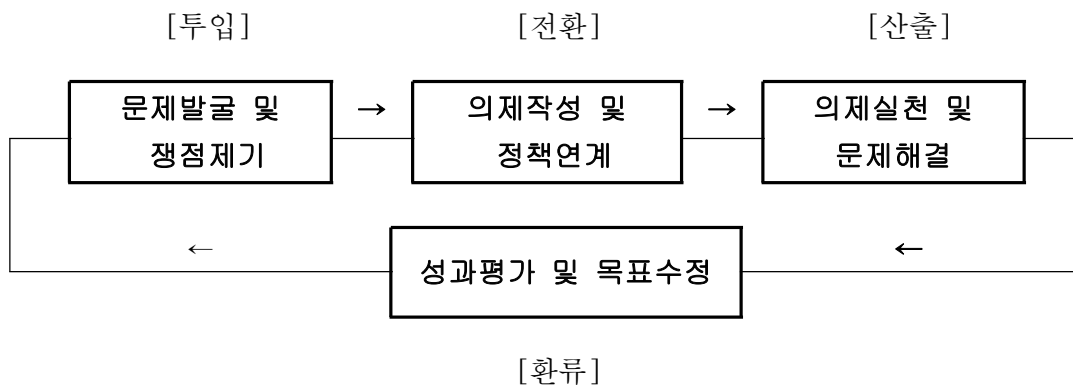 [투입] [전환] [산출]
문제발굴 및 → 의제작성 및 → 의제실천 및
쟁점제기 정책연계 문제해결
← 성과평가 및 목표수정 ←
[환류]